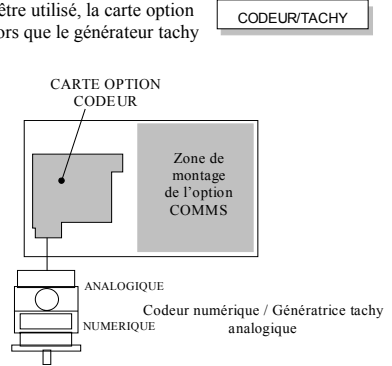 être utilisé, la carte option
ors que le générateur tachy
CODEUR/TACHY
CARTE OPTION
CODEUR
Zone de
montage
de l'option
COMMS
ANALOGIQUE
NUMERIQUE
Codeur numérique / Génératrice tachy
analogique